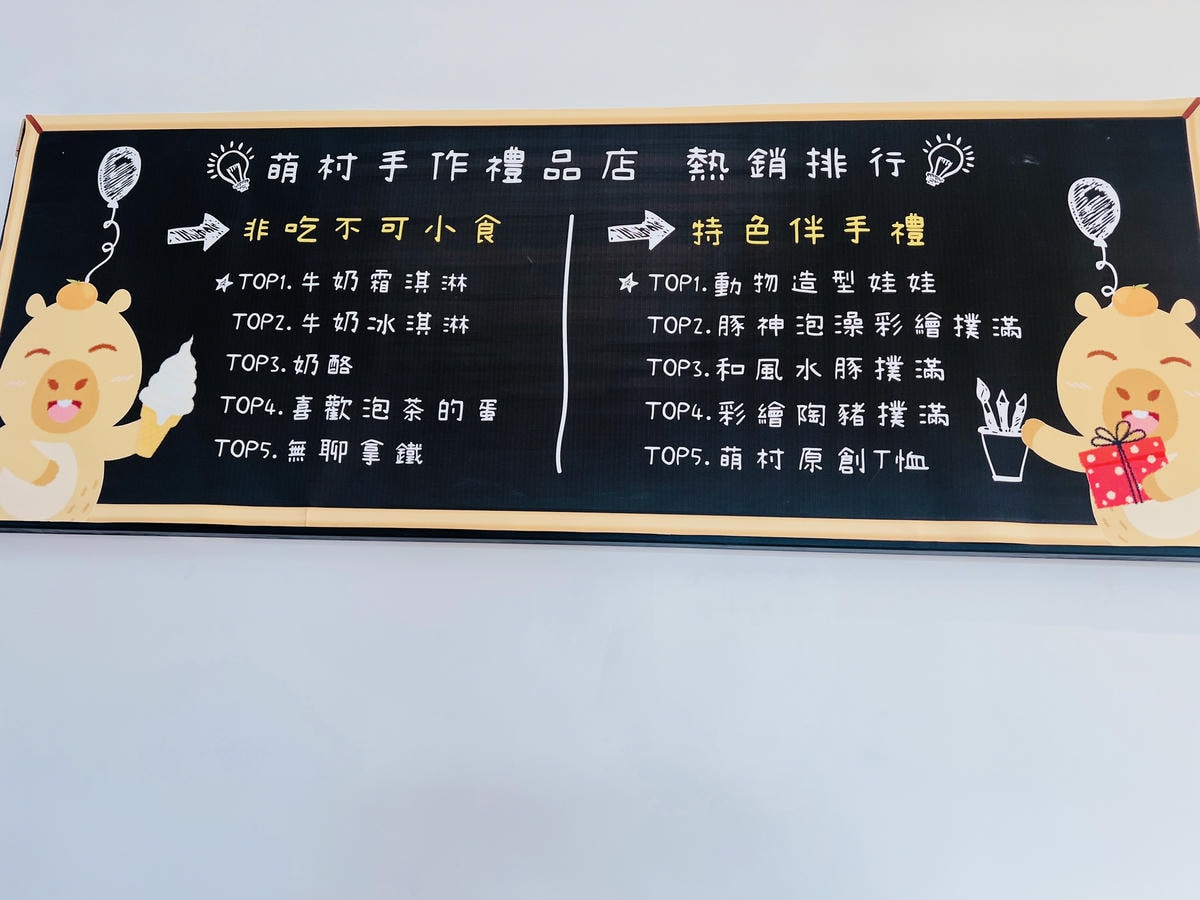 萌村手作禮品店 熱銷排行
非吃不可小食
TOP1.牛奶霜淇淋
TOP2.牛奶冰淇淋
TOP3.奶酪
TOP4.喜歡泡茶的蛋
TOP5.無聊拿鐵
特色伴手禮
TOP1.動物造型娃娃
TOP2.豚神泡澡彩繪撲滿
TOP3.和風水豚撲滿
TOP4.彩繪陶豬撲滿
TOP5.萌村原創T恤